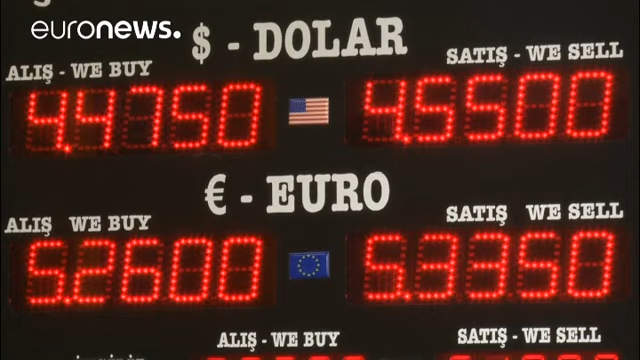 euronews.
$ - DOLAR
ALIŞ - WE BUY
SATIŞ - WE SELL
4.4750
4.5500
€ - EURO
ALIŞ WE BUY
SATIŞ WE SELL
5.2600
5.3350
ALIŞ - WE BUY
SATIŞ - WE SELL